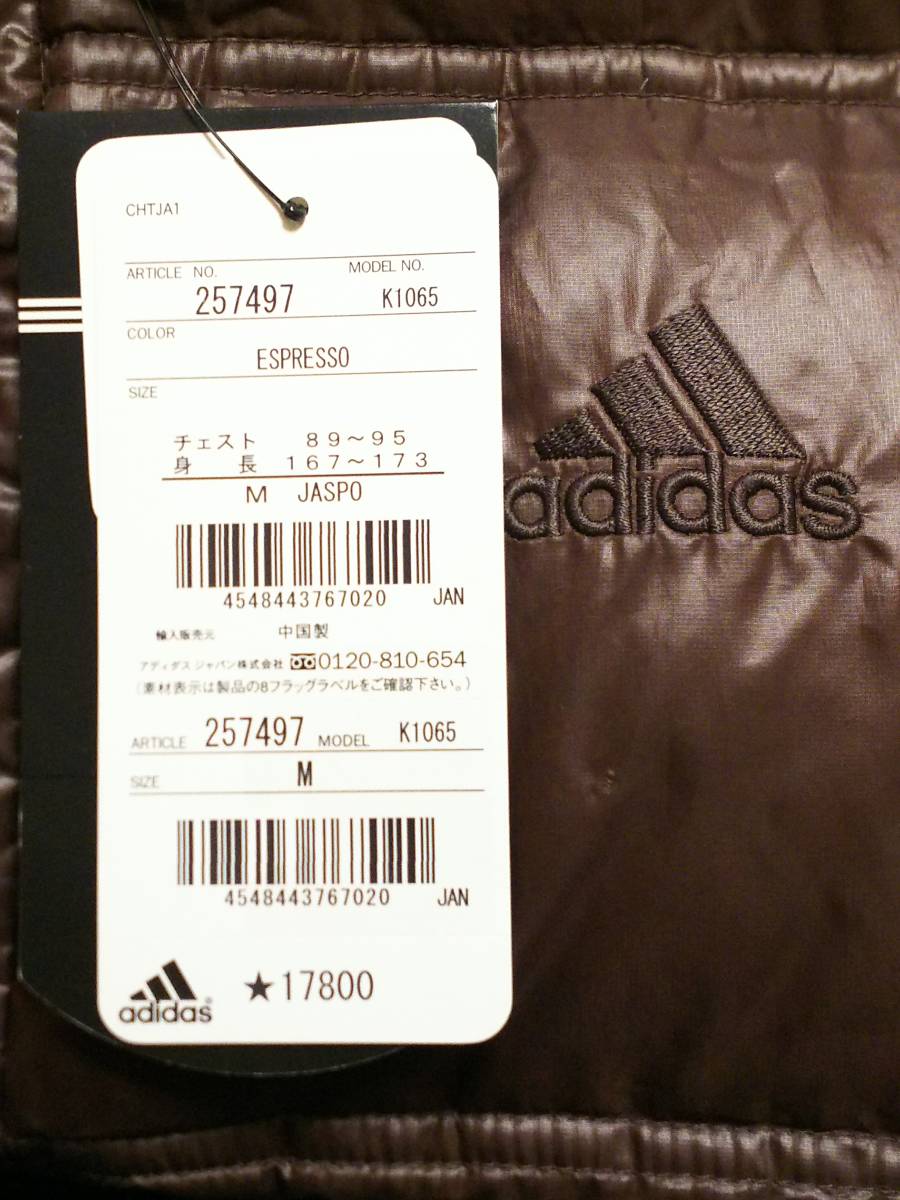 CHTJA1
ARTICLE NO. MODEL NO.
257497 K1065
COLOR
ESPRESSO
SIZE
チェスト 89〜95
身長 167〜173
M JASPO
4548443767020 JAN
輸入販売元 中国製
アディダス ジャパン株式会社 0120-810-654
(素材表示は製品の8フラッグラベルをご確認下さい。)
ARTICLE 257497 MODEL K1065
SIZE M
4548443767020 JAN
adidas® ★17800
adidas